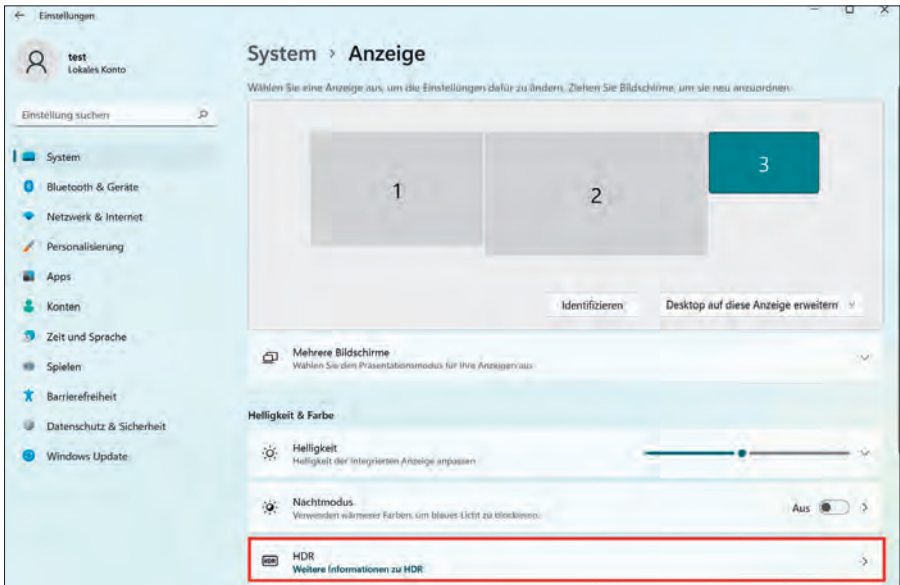 Einstellungen
test
Lokales Konto
Einstellung suchen
System
Bluetooth & Geräte
Netzwerk & Internet
Personalisierung
Apps
Konten
Zeit und Sprache
Spielen
Barrierefreiheit
Datenschutz & Sicherheit
Windows Update
System > Anzeige
Wählen Sie eine Anzeige aus, um die Einstellungen dafür zu ändern. Ziehen Sie Bildschirme, um sie neu anzuordnen.
1
2
3
Identifizieren
Desktop auf diese Anzeige erweitern
Mehrere Bildschirme
Wählen Sie den Präsentationsmodus für Ihre Anzeigen aus
Helligkeit & Farbe
Helligkeit
Helligkeit der integrierten Anzeige anpassen
Nachtmodus
Verwenden wärmerer Farben, um blaues Licht zu blockieren.
Aus
HDR
HDR
Weitere Informationen zu HDR